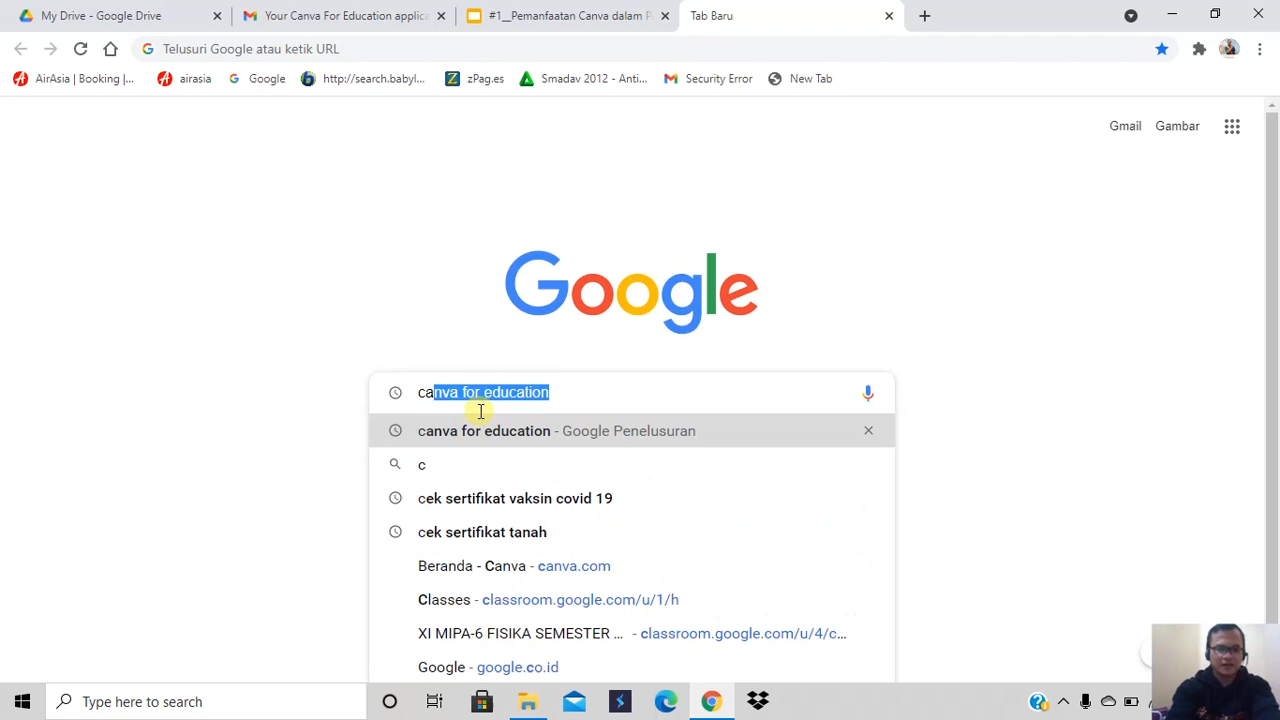 My Drive - Google Drive
Your Canva For Education applic
#1_Pemanfaatan Canva dalam P
Tab Baru
Telusuri Google atau ketik URL
AirAsia | Booking |...
airasia
Google
http://search.babyl...
zPag.es
Smadav 2012 - Anti...
Security Error
New Tab
Gmail
Gambar
Google
canva for education
canva for education - Google Penelusuran
c
cek sertifikat vaksin covid 19
cek sertifikat tanah
Beranda - Canva - canva.com
Classes - classroom.google.com/u/1/h
XI MIPA-6 FISIKA SEMESTER ... - classroom.google.com/u/4/c...
Google - google.co.id
Type here to search